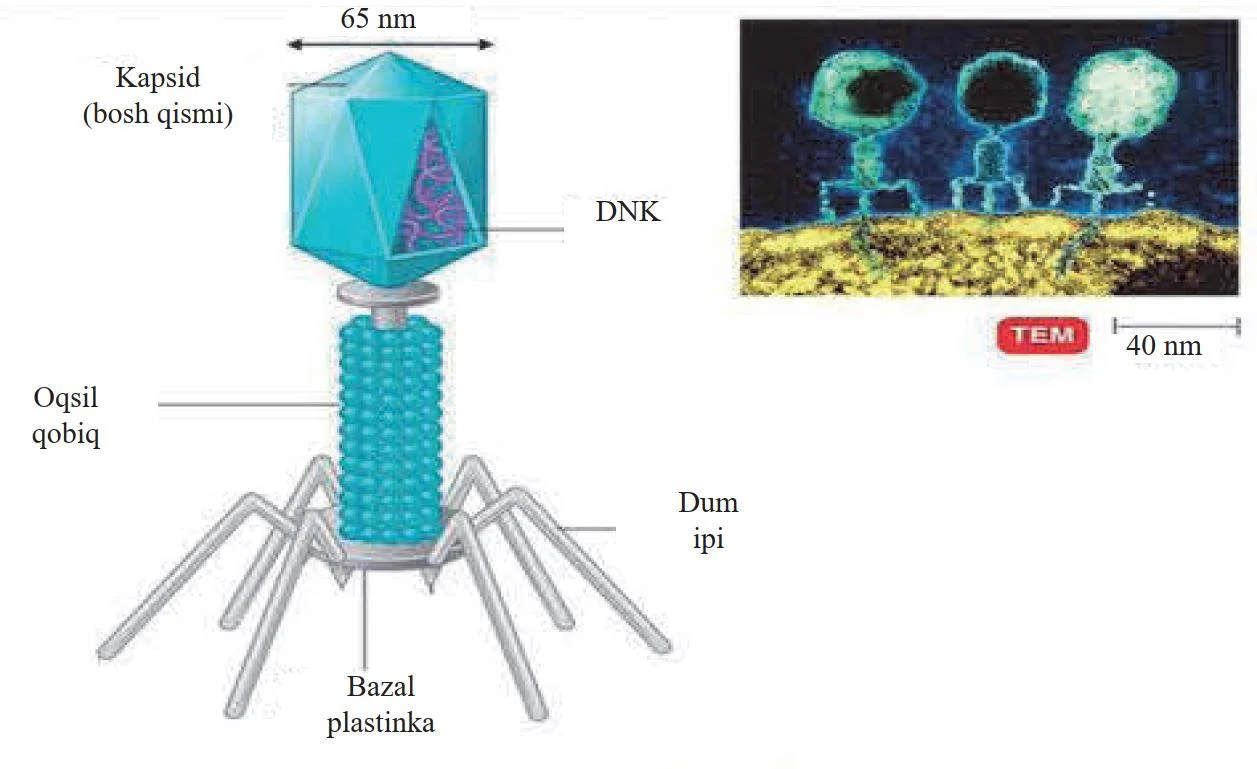 65 nm
Kapsid
(bosh qismi)
DNK
TEM
40 nm
Oqsil
qobiq
Dum
ipi
Bazal
plastinka